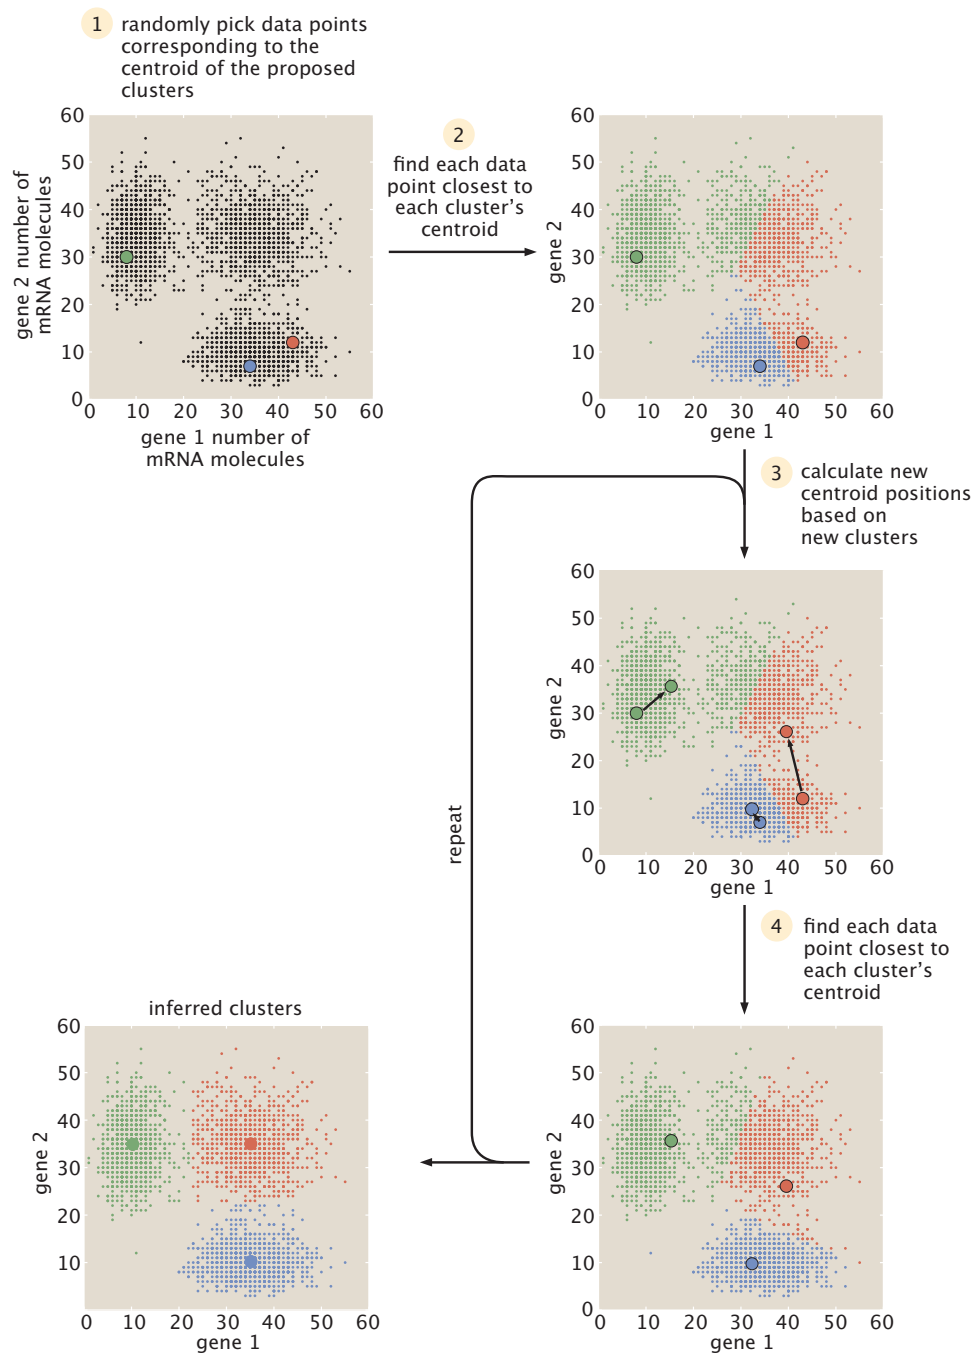 1 randomly pick data points
corresponding to the
centroid of the proposed
clusters
60
50
40
30
20
10
0
0 10 20 30 40 50 60
gene 2 number of
mRNA molecules
gene 1 number of
mRNA molecules
2
find each data
point closest to
each cluster's
centroid
60
50
40
30
20
10
0
0 10 20 30 40 50 60
gene 2
gene 1
3 calculate new
centroid positions
based on
new clusters
60
50
40
30
20
10
0
0 10 20 30 40 50 60
gene 2
gene 1
repeat
4 find each data
point closest to
each cluster's
centroid
60
50
40
30
20
10
0
0 10 20 30 40 50 60
gene 2
gene 1
inferred clusters
60
50
40
30
20
10
0
0 10 20 30 40 50 60
gene 2
gene 1